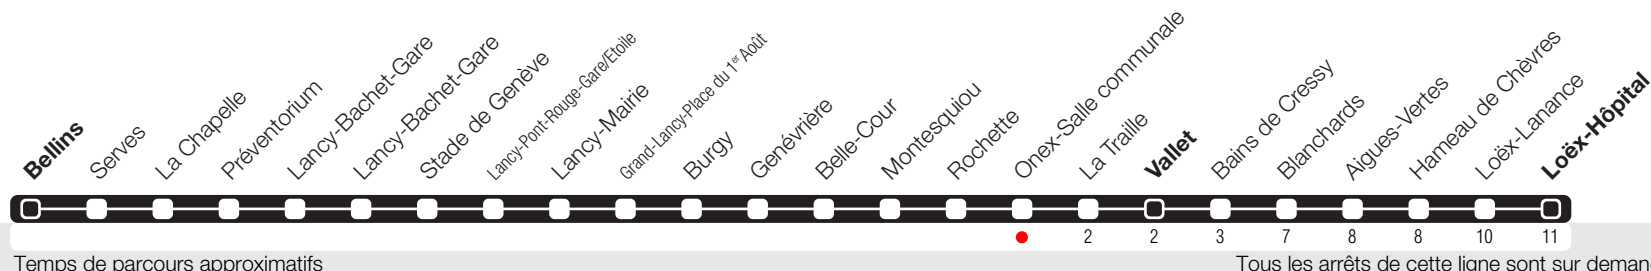 Bellins
Serves
La Chapelle
Préventorium
Lancy-Bachet-Gare
Lancy-Bachet-Gare
Stade de Genève
Lancy-Pont-Rouge-Gare/Etoile
Lancy-Mairie
Grand-Lancy-Place du 1er Août
Burgy
Genévrière
Belle-Cour
Montesquiou
Rochette
Onex-Salle communale
La Traille
Vallet
Bains de Cressy
Blanchards
Aigues-Vertes
Hameau de Chèvres
Loëx-Lanance
Loëx-Hôpital
2 2 3 7 8 8 10 11
Temps de parcours approximatifs
Tous les arrêts de cette ligne sont sur deman